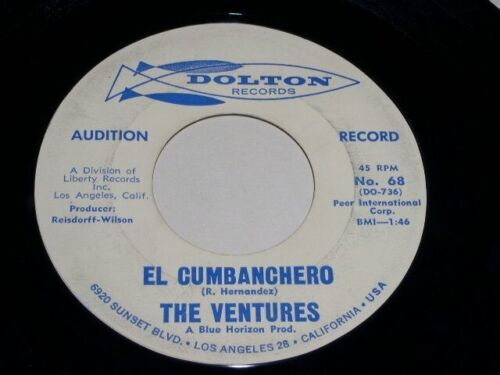 DOLTON
RECORDS
AUDITION RECORD
A Division of
Liberty Records
Inc.
Los Angeles, Calif.
Producer:
Reisdorff-Wilson
45 RPM
No. 68
(DO-736)
Peer International
Corp.
BMI—1:46
EL CUMBANCHERO
(R. Hernandez)
THE VENTURES
A Blue Horizon Prod.
6920 SUNSET BLVD. • LOS ANGELES 28 • CALIFORNIA • USA